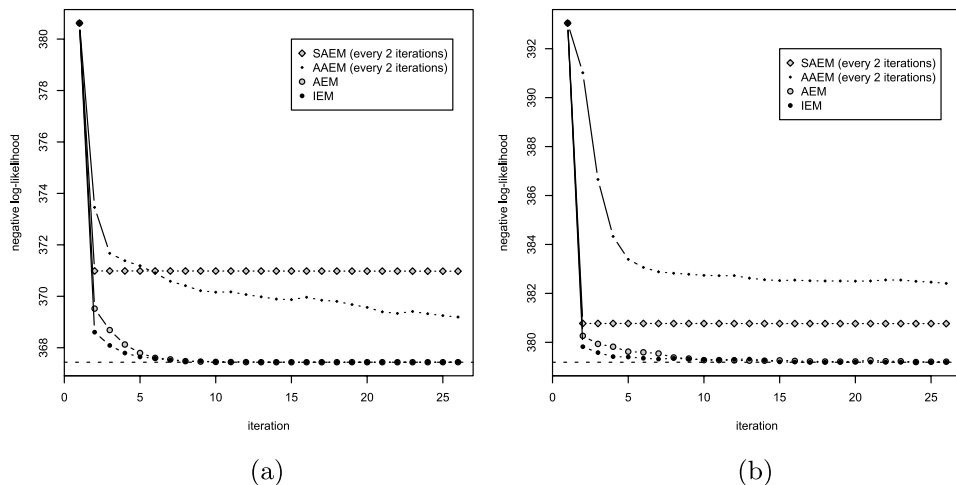 380
378
376
374
372
370
368
negative log-likelihood
SAEM (every 2 iterations)
AAEM (every 2 iterations)
AEM
IEM
0 5 10 15 20 25
iteration
(a)
392
390
388
386
384
382
380
negative log-likelihood
SAEM (every 2 iterations)
AAEM (every 2 iterations)
AEM
IEM
0 5 10 15 20 25
iteration
(b)